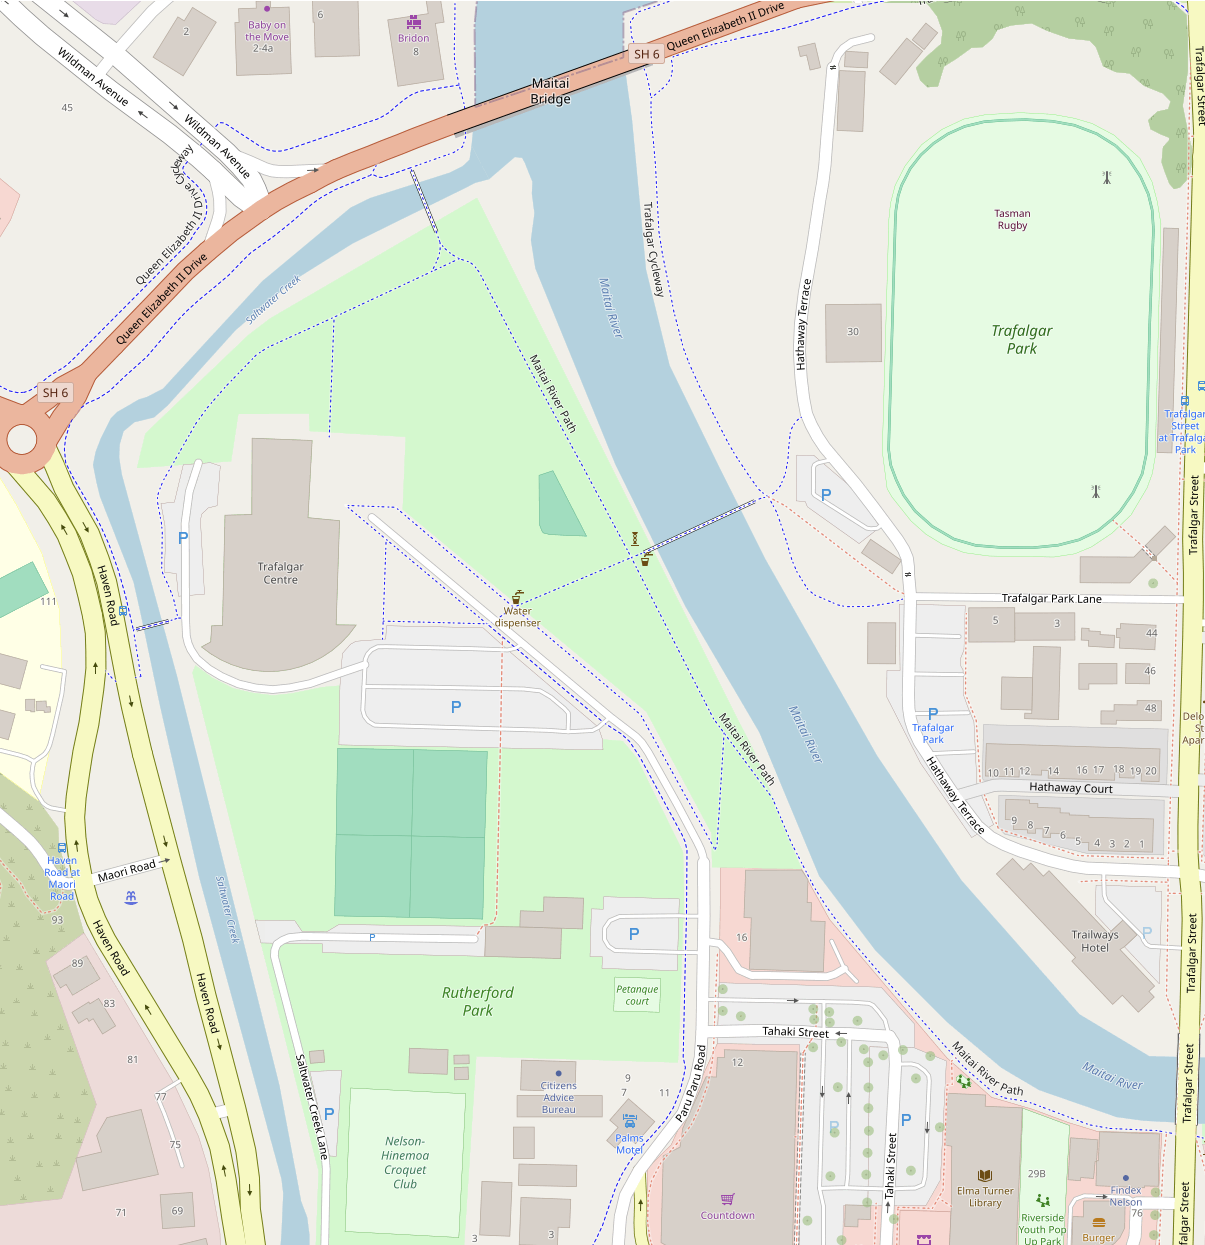 6
2
Baby on
the Move
2-4a
Bridon
8
Queen Elizabeth II Drive
SH 6
Maitai
Bridge
Wildman Avenue
45
Wildman Avenue
Queen Elizabeth II Drive Cycleway
Queen Elizabeth II Drive
SH 6
Saltwater Creek
Trafalgar Cycleway
Maitai River
Hathaway Terrace
30
Tasman
Rugby
Trafalgar
Park
Trafalgar Street
Trafalgar
Street
at Trafalgar
Park
Maitai River Path
P
P
Trafalgar
Centre
Water
dispenser
Haven Road
111
Trafalgar Street
Trafalgar Park Lane
5
3
44
46
48
P
Trafalgar
Park
P
Maitai River
Maitai River Path
Hathaway Terrace
10
11
12
14
16
17
18
19
20
Hathaway Court
9
8
7
6
5
4
3
2
1
Haven
Road at
Maori
Road
Maori Road
93
Haven Road
Saltwater Creek
P
P
16
Trailways
Hotel
P
Trafalgar Street
Rutherford
Park
Petanque
court
89
83
81
77
75
71
69
Haven Road
Saltwater Creek Lane
P
Nelson-
Hinemoa
Croquet
Club
Citizens
Advice
Bureau
9
7
11
Palms
Motel
3
3
Paru Paru Road
12
Tahaki Street
P
P
Tahaki Street
Countdown
Maitai River Path
Maitai River
Trafalgar Street
Elma Turner
Library
29B
Riverside
Youth Pop
Up Park
Findex
Nelson
76
Burger